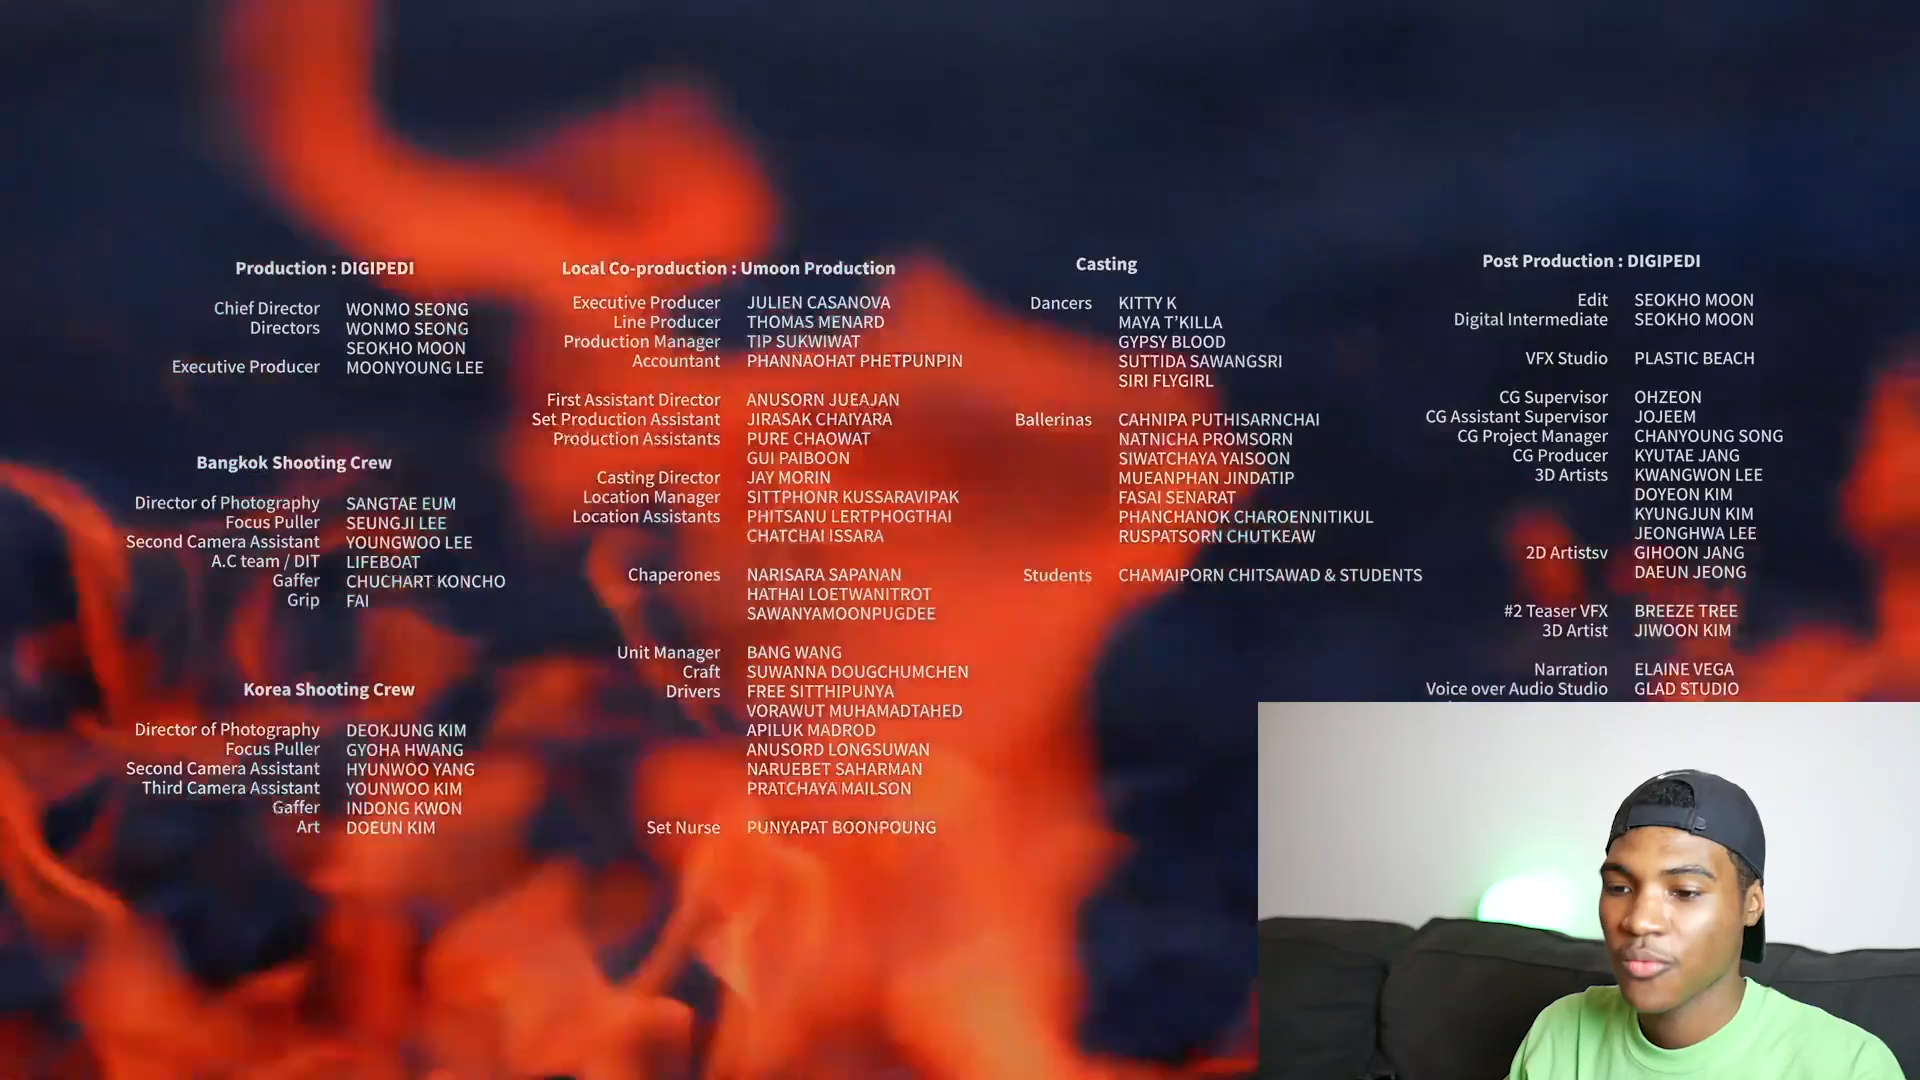 Production : DIGIPEDI
Chief Director WONMO SEONG
Directors WONMO SEONG
SEOKHO MOON
Executive Producer MOONYOUNG LEE
Bangkok Shooting Crew
Director of Photography SANGTAE EUM
Focus Puller SEUNGJI LEE
Second Camera Assistant YOUNGWOO LEE
A.C team / DIT LIFEBOAT
Gaffer CHUCHART KONCHO
Grip FAI
Korea Shooting Crew
Director of Photography DEOKJUNG KIM
Focus Puller GYOHA HWANG
Second Camera Assistant HYUNWOO YANG
Third Camera Assistant YOUNWOO KIM
Gaffer INDONG KWON
Art DOEUN KIM
Local Co-production : Umoon Production
Executive Producer JULIEN CASANOVA
Line Producer THOMAS MENARD
Production Manager TIP SUKWIWAT
Accountant PHANNAOHAT PHETPUNPIN
First Assistant Director ANUSORN JUEAJAN
Set Production Assistant JIRASAK CHAIYARA
Production Assistants PURE CHAOWAT
GUI PAIBOON
Casting Director JAY MORIN
Location Manager SITTPHONR KUSSARAVIPAK
Location Assistants PHITSANU LERTPHOGTHAI
CHATCHAI ISSARA
Chaperones NARISARA SAPANAN
HATHAI LOETWANITROT
SAWANYAMOONPUGDEE
Unit Manager BANG WANG
Craft SUWANNA DOUGCHUMCHEN
Drivers FREE SITTHIPUNYA
VORAWUT MUHAMADTAHED
APILUK MADROD
ANUSORD LONGSUWAN
NARUEBET SAHARMAN
PRATCHAYA MAILSON
Set Nurse PUNYAPAT BOONPOUNG
Casting
Dancers KITTY K
MAYA T'KILLA
GYPSY BLOOD
SUTTIDA SAWANGSRI
SIRI FLYGIRL
Ballerinas CAHNIPA PUTHISARNCHAI
NATNICHA PROMSORN
SIWATCHAYA YAISOON
MUEANPHAN JINDATIP
FASAI SENARAT
PHANCHANOK CHAROENNITIKUL
RUSPATSORN CHUTKEAW
Students CHAMAIPORN CHITSAWAD & STUDENTS
Post Production : DIGIPEDI
Edit SEOKHO MOON
Digital Intermediate SEOKHO MOON
VFX Studio PLASTIC BEACH
CG Supervisor OHZEON
CG Assistant Supervisor JOJEEM
CG Project Manager CHANYOUNG SONG
CG Producer KYUTAE JANG
3D Artists KWANGWON LEE
DOYEON KIM
KYUNGJUN KIM
JEONGHWA LEE
2D Artistsv GIHOON JANG
DAEUN JEONG
#2 Teaser VFX BREEZE TREE
3D Artist JIWOON KIM
Narration ELAINE VEGA
Voice over Audio Studio GLAD STUDIO